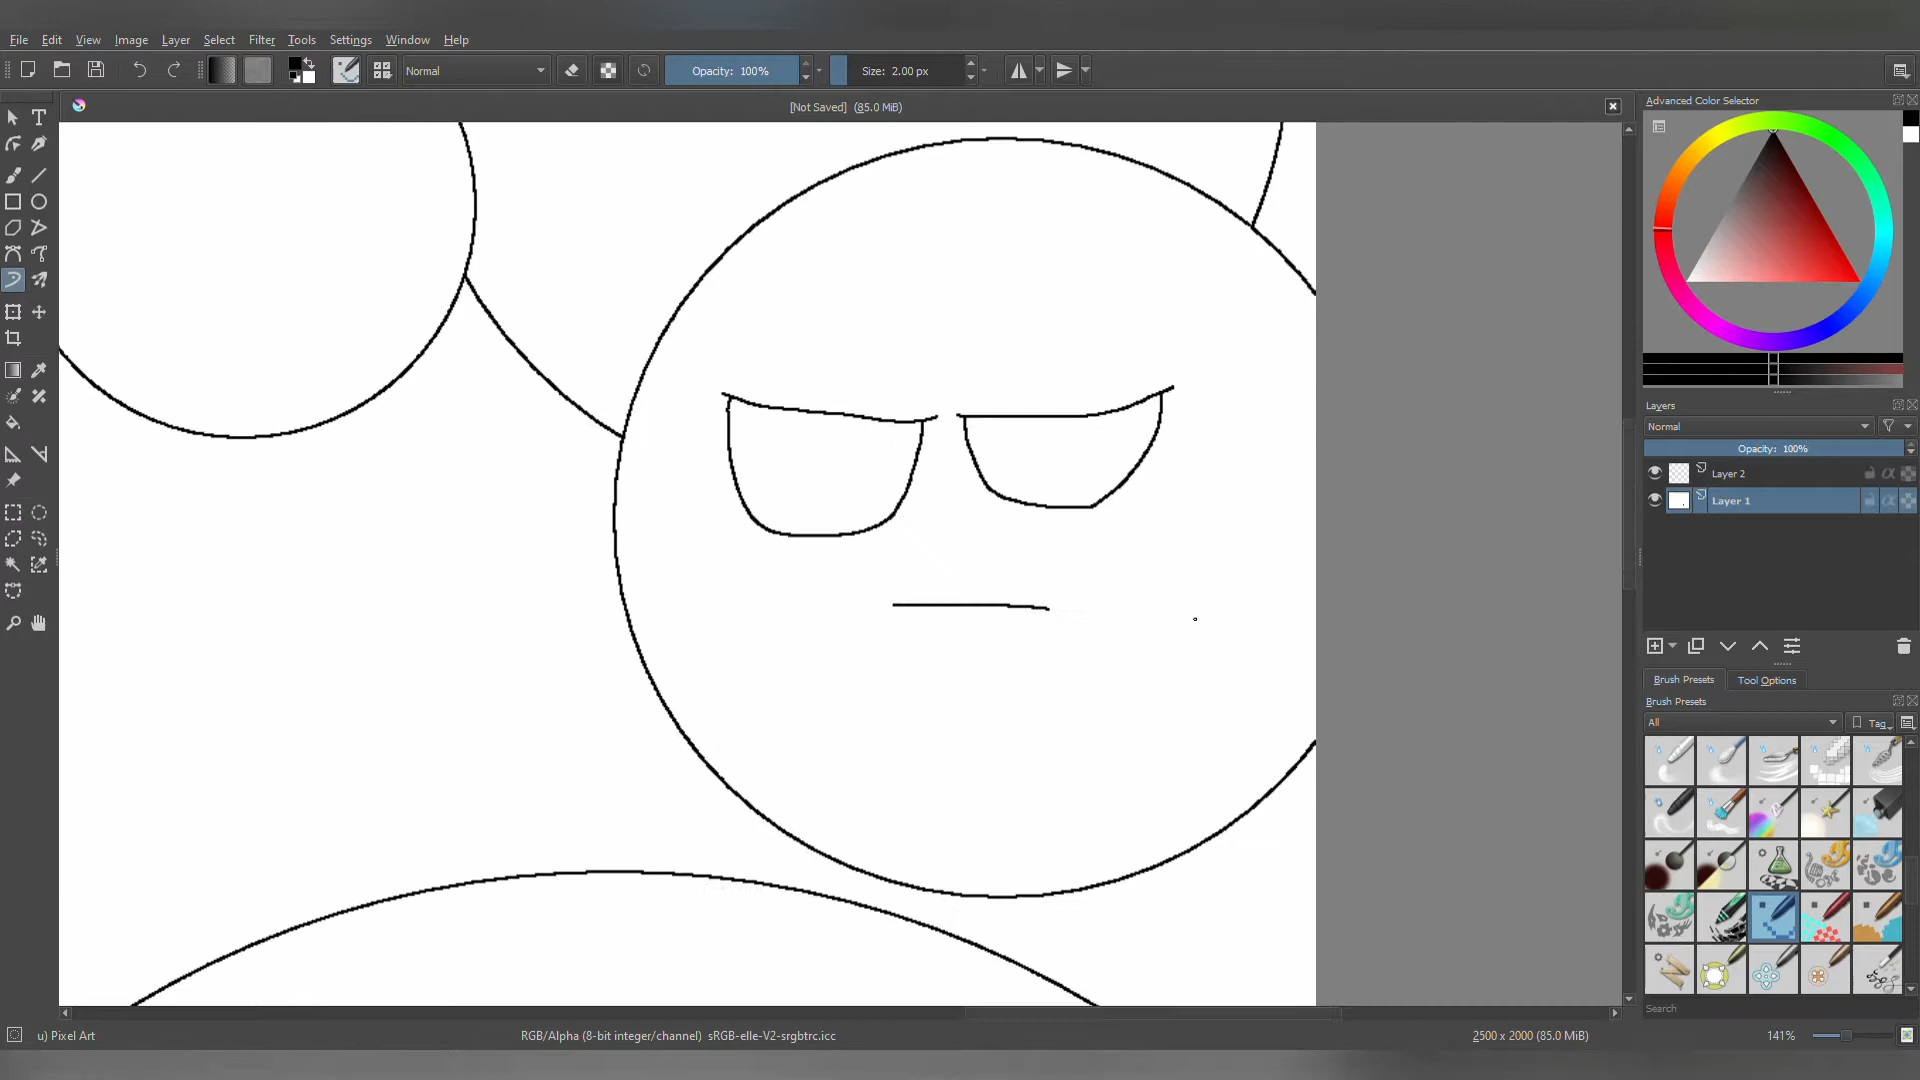 File Edit View Image Layer Select Filter Tools Settings Window Help
Normal Opacity: 100% Size: 2.00 px
[Not Saved] (85.0 MiB)
Advanced Color Selector
Layers
Normal
Opacity: 100%
Layer 2
Layer 1
Brush Presets Tool Options
Brush Presets
All Tag
Search
u) Pixel Art RGB/Alpha (8-bit integer/channel) sRGB-elle-V2-srgbtrc.icc 2500 x 2000 (85.0 MiB) 141%